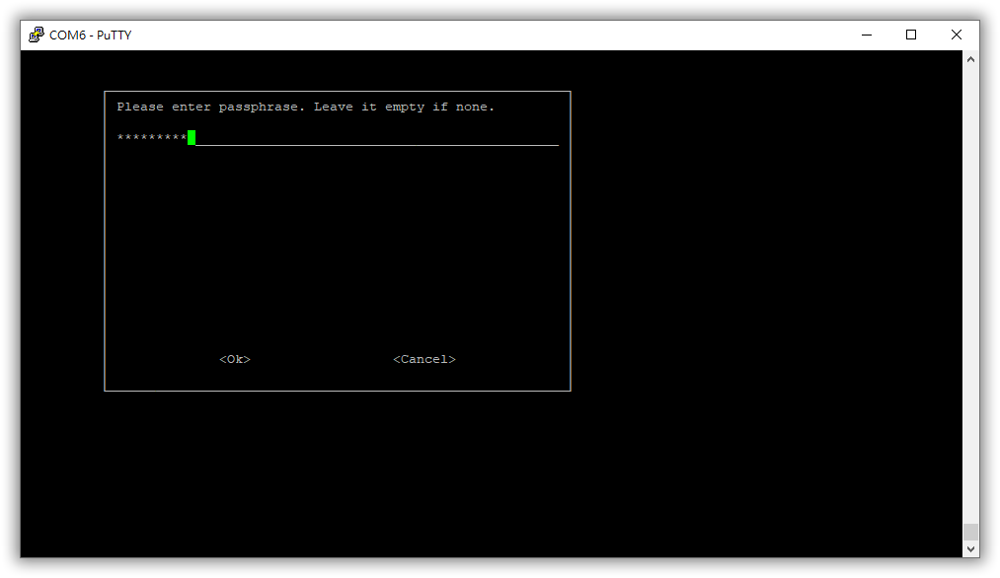 COM6 - PuTTY
Please enter passphrase. Leave it empty if none.
*********
<Ok> <Cancel>